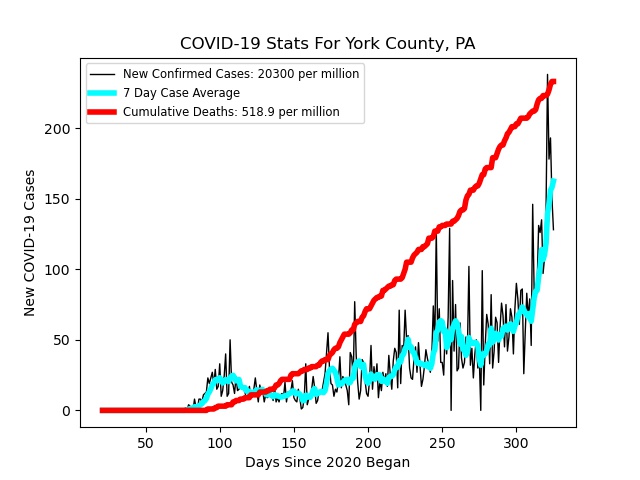 COVID-19 Stats For York County, PA
New Confirmed Cases: 20300 per million
7 Day Case Average
Cumulative Deaths: 518.9 per million
New COVID-19 Cases
200
150
100
50
0
50 100 150 200 250 300
Days Since 2020 Began